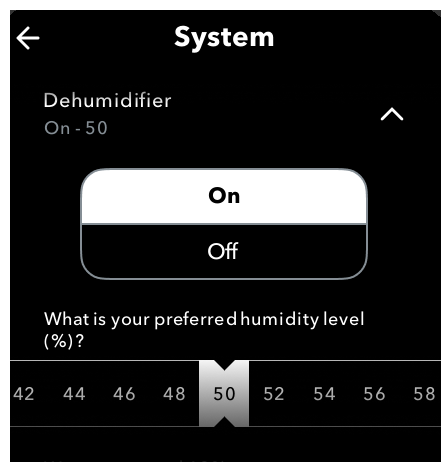 System
Dehumidifier
On - 50
On
Off
What is your preferred humidity level
(%)?
42 44 46 48 50 52 54 56 58